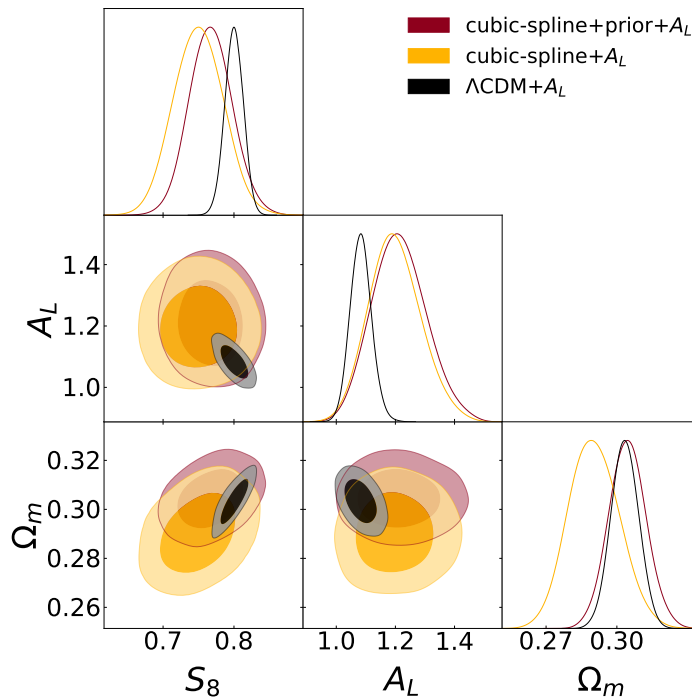 cubic-spline+prior+A_L
cubic-spline+A_L
ΛCDM+A_L
1.4
1.2
1.0
A_L
0.32
0.30
0.28
0.26
Ω_m
0.7 0.8 1.0 1.2 1.4 0.27 0.30
S_8 A_L Ω_m